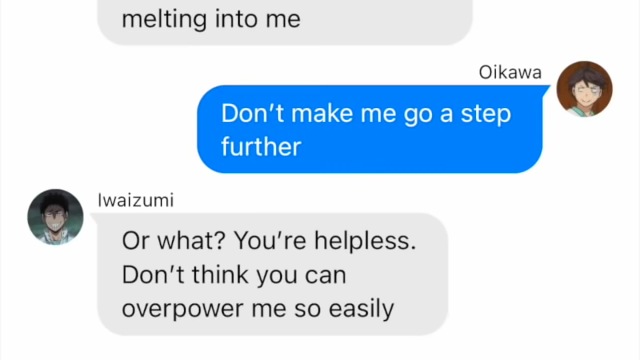 melting into me
Oikawa
Don't make me go a step
further
Iwaizumi
Or what? You're helpless.
Don't think you can
overpower me so easily